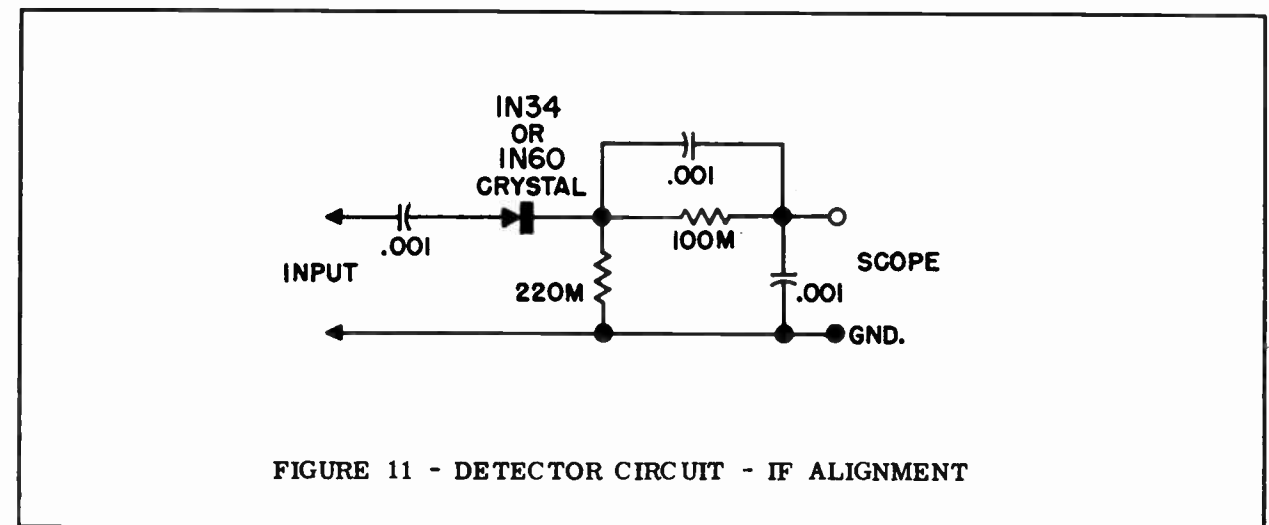 IN34
OR
IN60
CRYSTAL
.001
.001
100M
INPUT
220M
SCOPE
.001
GND.
FIGURE 11 - DETECTOR CIRCUIT - IF ALIGNMENT